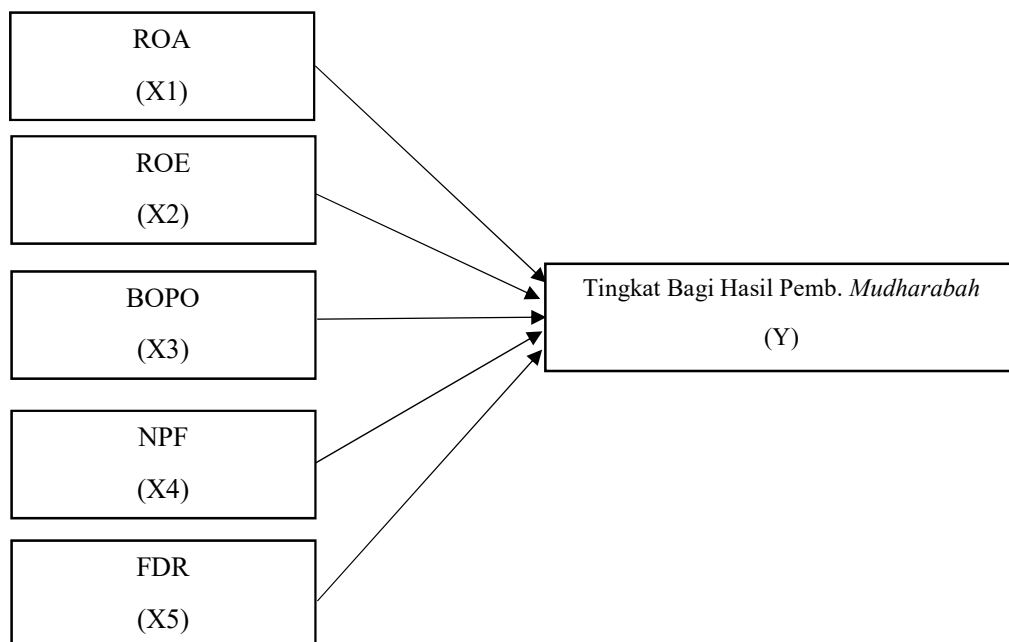 ROA
(X1)
ROE
(X2)
BOPO
(X3)
NPF
(X4)
FDR
(X5)
Tingkat Bagi Hasil Pemb. Mudharabah
(Y)